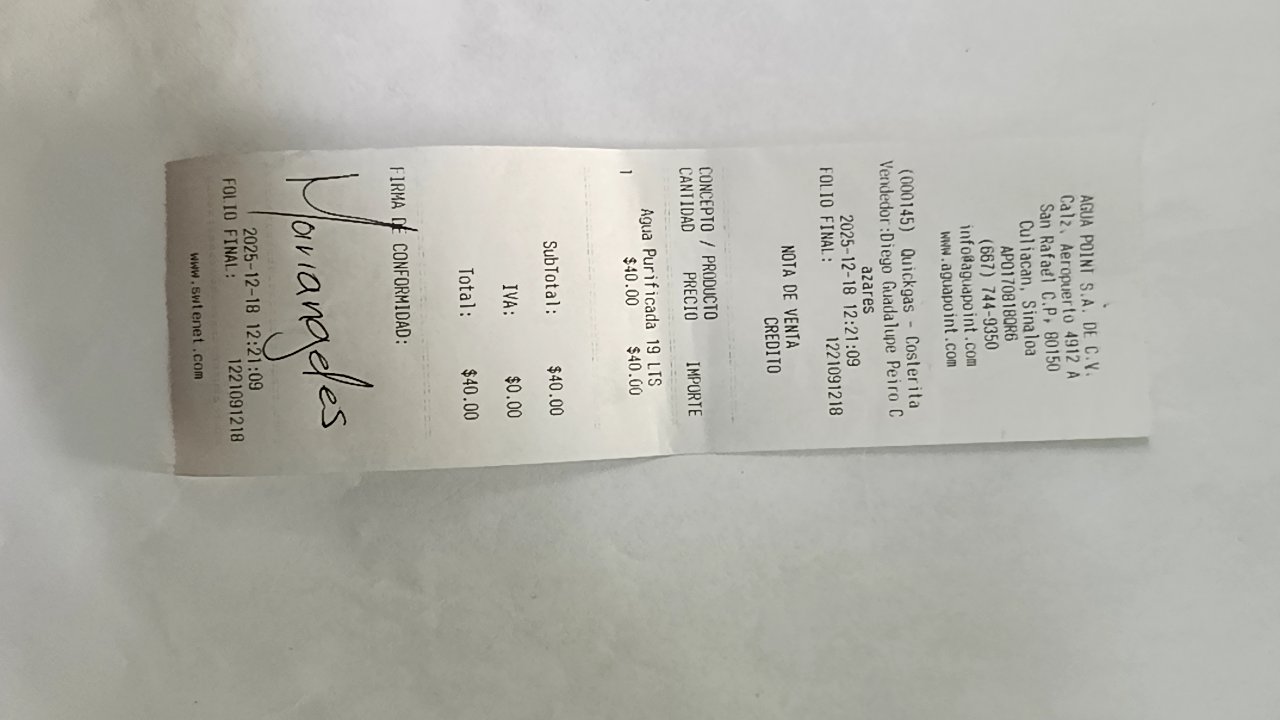 AGUA POINT S.A. DE C.V.
Calz. Aeropuerto 4912 A
San Rafael C.P. 80150
Culiacan, Sinaloa
APO170818QR6
(667) 744-9350
info@aguapoint.com
www.aguapoint.com
(000145) Quickgas - Costerita
Vendedor:Diego Guadalupe Peiro C
azares
2025-12-18 12:21:09
FOLIO FINAL: 1221091218
NOTA DE VENTA
CREDITO
CONCEPTO / PRODUCTO
CANTIDAD PRECIO IMPORTE
Agua Purificada 19 LTS
1 $40.00 $40.00
SubTotal: $40.00
IVA: $0.00
Total: $40.00
FIRMA DE CONFORMIDAD:
Mariangeles
2025-12-18 12:21:09
FOLIO FINAL: 1221091218
www.swtenet.com